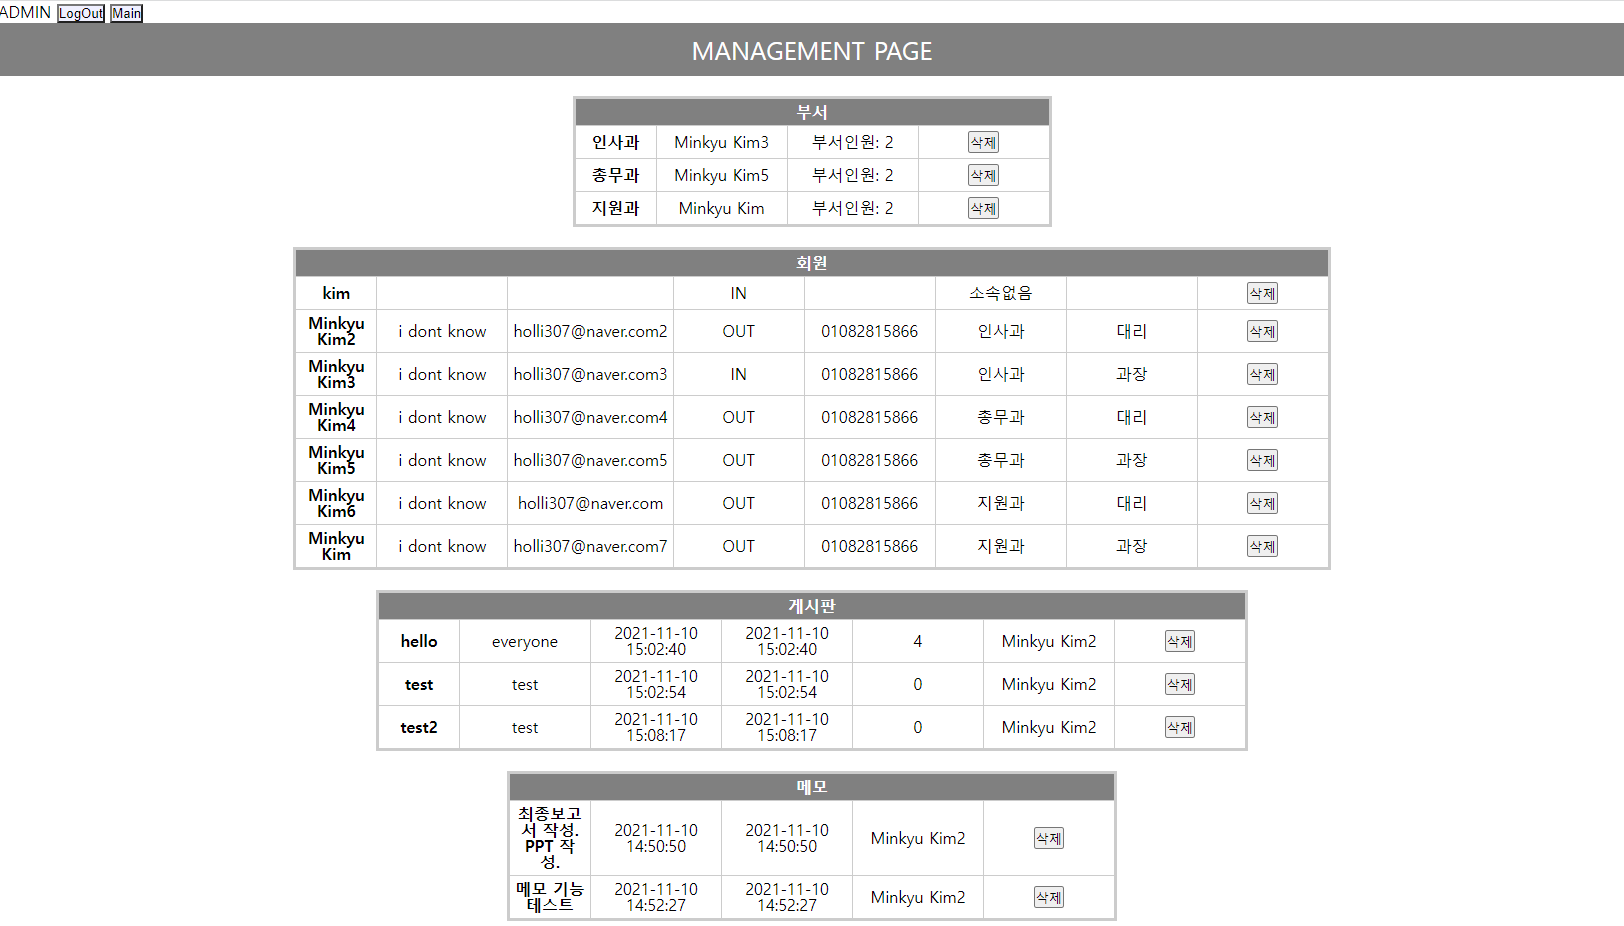 ADMIN LogOut Main
MANAGEMENT PAGE
부서
인사과 Minkyu Kim3 부서인원: 2 삭제
총무과 Minkyu Kim5 부서인원: 2 삭제
지원과 Minkyu Kim 부서인원: 2 삭제
회원
kim IN 소속없음 삭제
Minkyu
Kim2 i dont know holli307@naver.com2 OUT 01082815866 인사과 대리 삭제
Minkyu
Kim3 i dont know holli307@naver.com3 IN 01082815866 인사과 과장 삭제
Minkyu
Kim4 i dont know holli307@naver.com4 OUT 01082815866 총무과 대리 삭제
Minkyu
Kim5 i dont know holli307@naver.com5 OUT 01082815866 총무과 과장 삭제
Minkyu
Kim6 i dont know holli307@naver.com OUT 01082815866 지원과 대리 삭제
Minkyu
Kim i dont know holli307@naver.com7 OUT 01082815866 지원과 과장 삭제
게시판
hello everyone 2021-11-10 15:02:40 2021-11-10 15:02:40 4 Minkyu Kim2 삭제
test test 2021-11-10 15:02:54 2021-11-10 15:02:54 0 Minkyu Kim2 삭제
test2 test 2021-11-10 15:08:17 2021-11-10 15:08:17 0 Minkyu Kim2 삭제
메모
최종보고
서 작성.
PPT 작
성. 2021-11-10 14:50:50 2021-11-10 14:50:50 Minkyu Kim2 삭제
메모 기능
테스트 2021-11-10 14:52:27 2021-11-10 14:52:27 Minkyu Kim2 삭제